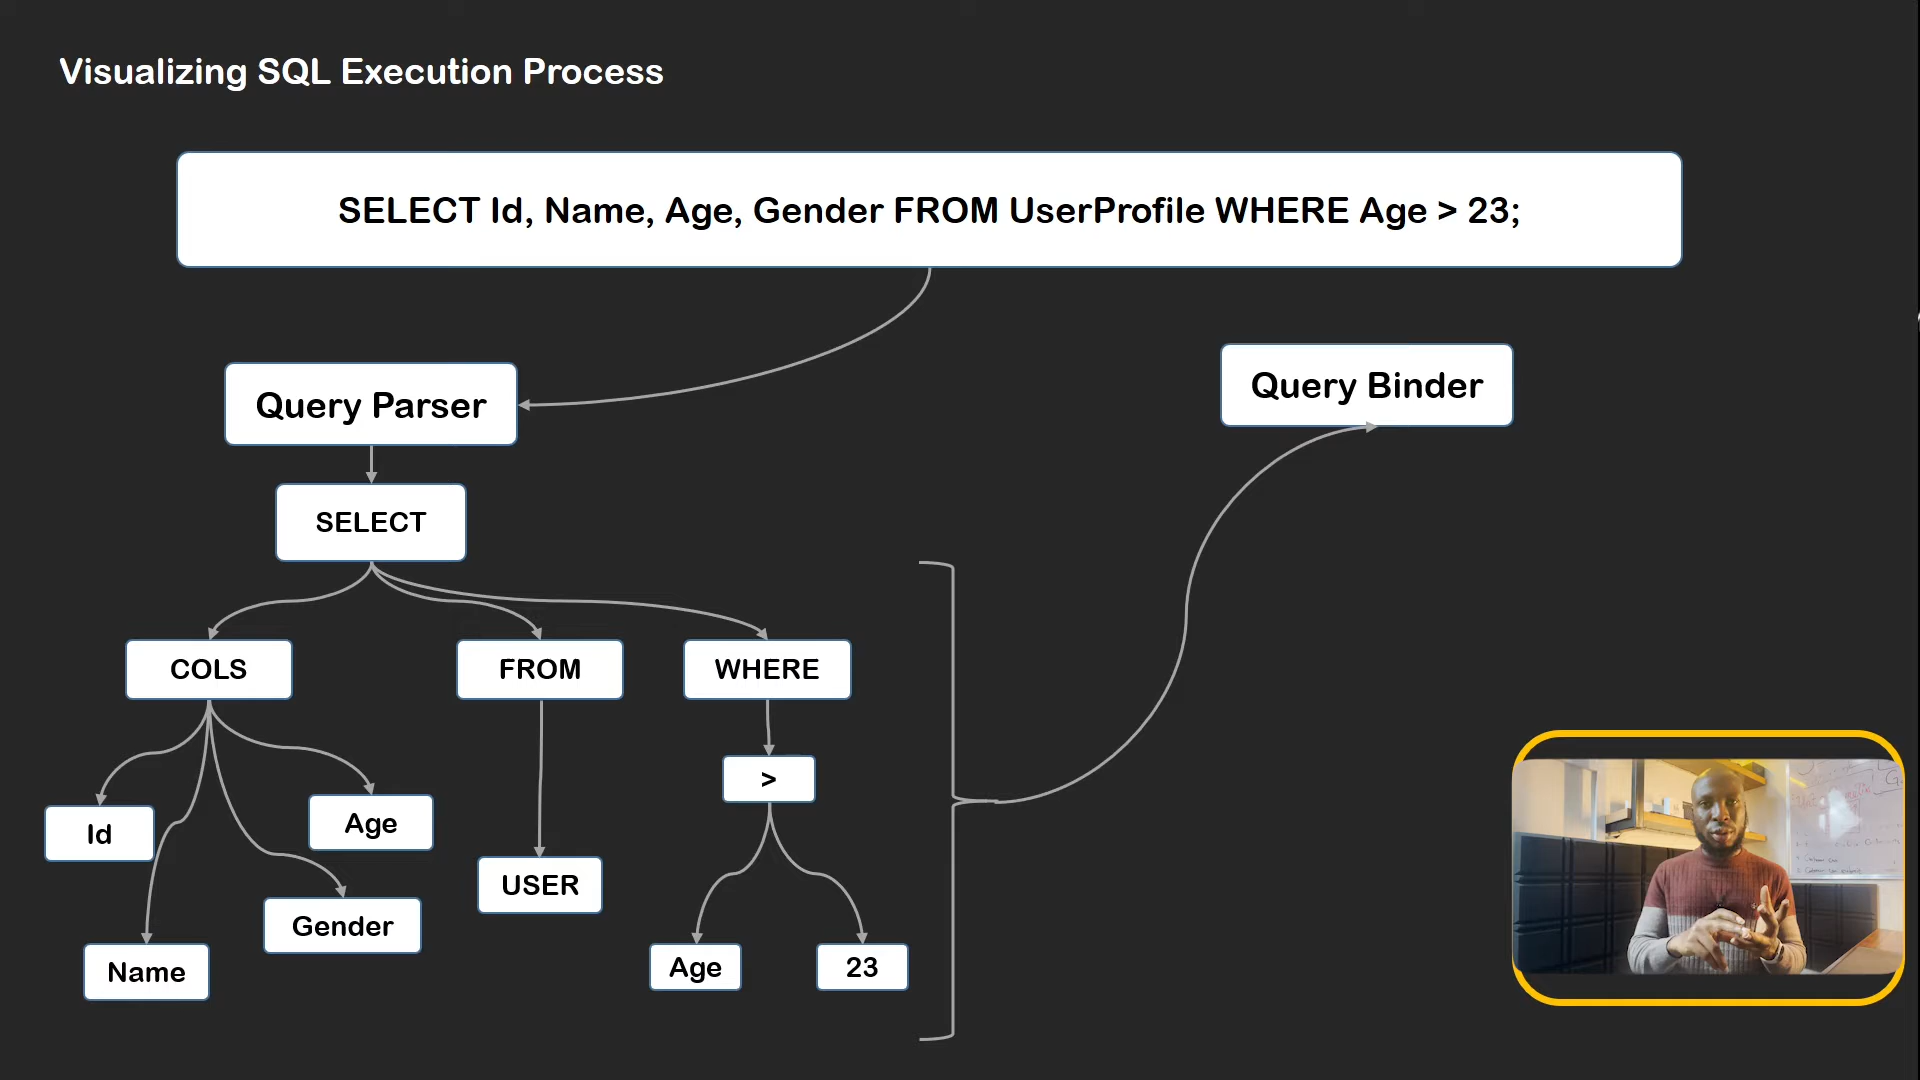 Visualizing SQL Execution Process
SELECT Id, Name, Age, Gender FROM UserProfile WHERE Age > 23;
Query Parser
Query Binder
SELECT
COLS
FROM
WHERE
>
Id
Age
USER
Gender
Name
Age
23